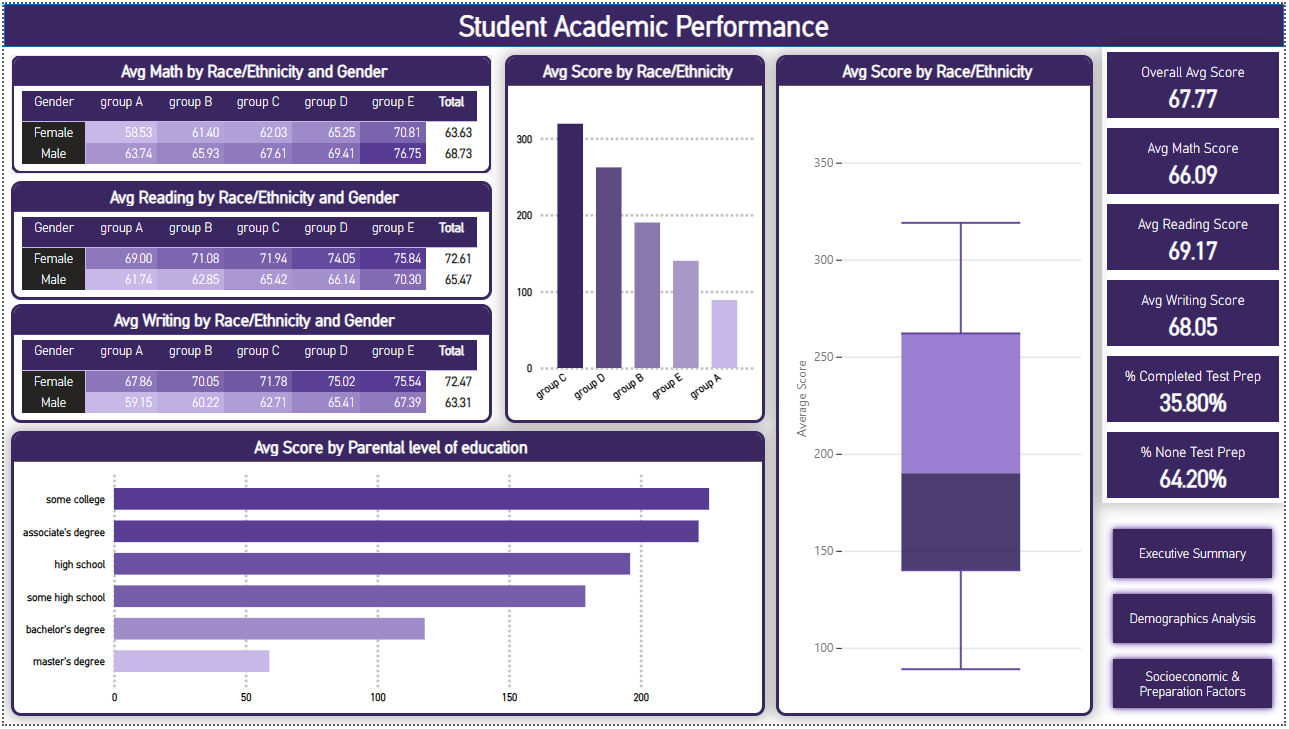 Student Academic Performance
Avg Math by Race/Ethnicity and Gender
Gender group A group B group C group D group E Total
Female 58.53 61.40 62.03 65.25 70.81 63.63
Male 63.74 65.93 67.61 69.41 76.75 68.73
Avg Reading by Race/Ethnicity and Gender
Gender group A group B group C group D group E Total
Female 69.00 71.08 71.94 74.05 75.84 72.61
Male 61.74 62.85 65.42 66.14 70.30 65.47
Avg Writing by Race/Ethnicity and Gender
Gender group A group B group C group D group E Total
Female 67.86 70.05 71.78 75.02 75.54 72.47
Male 59.15 60.22 62.71 65.41 67.39 63.31
Avg Score by Race/Ethnicity
300
200
100
0
group C group D group B group E group A
Avg Score by Race/Ethnicity
Average Score
350
300
250
200
150
100
Overall Avg Score
67.77
Avg Math Score
66.09
Avg Reading Score
69.17
Avg Writing Score
68.05
% Completed Test Prep
35.80%
% None Test Prep
64.20%
Avg Score by Parental level of education
some college
associate's degree
high school
some high school
bachelor's degree
master's degree
0 50 100 150 200
Executive Summary
Demographics Analysis
Socioeconomic &
Preparation Factors